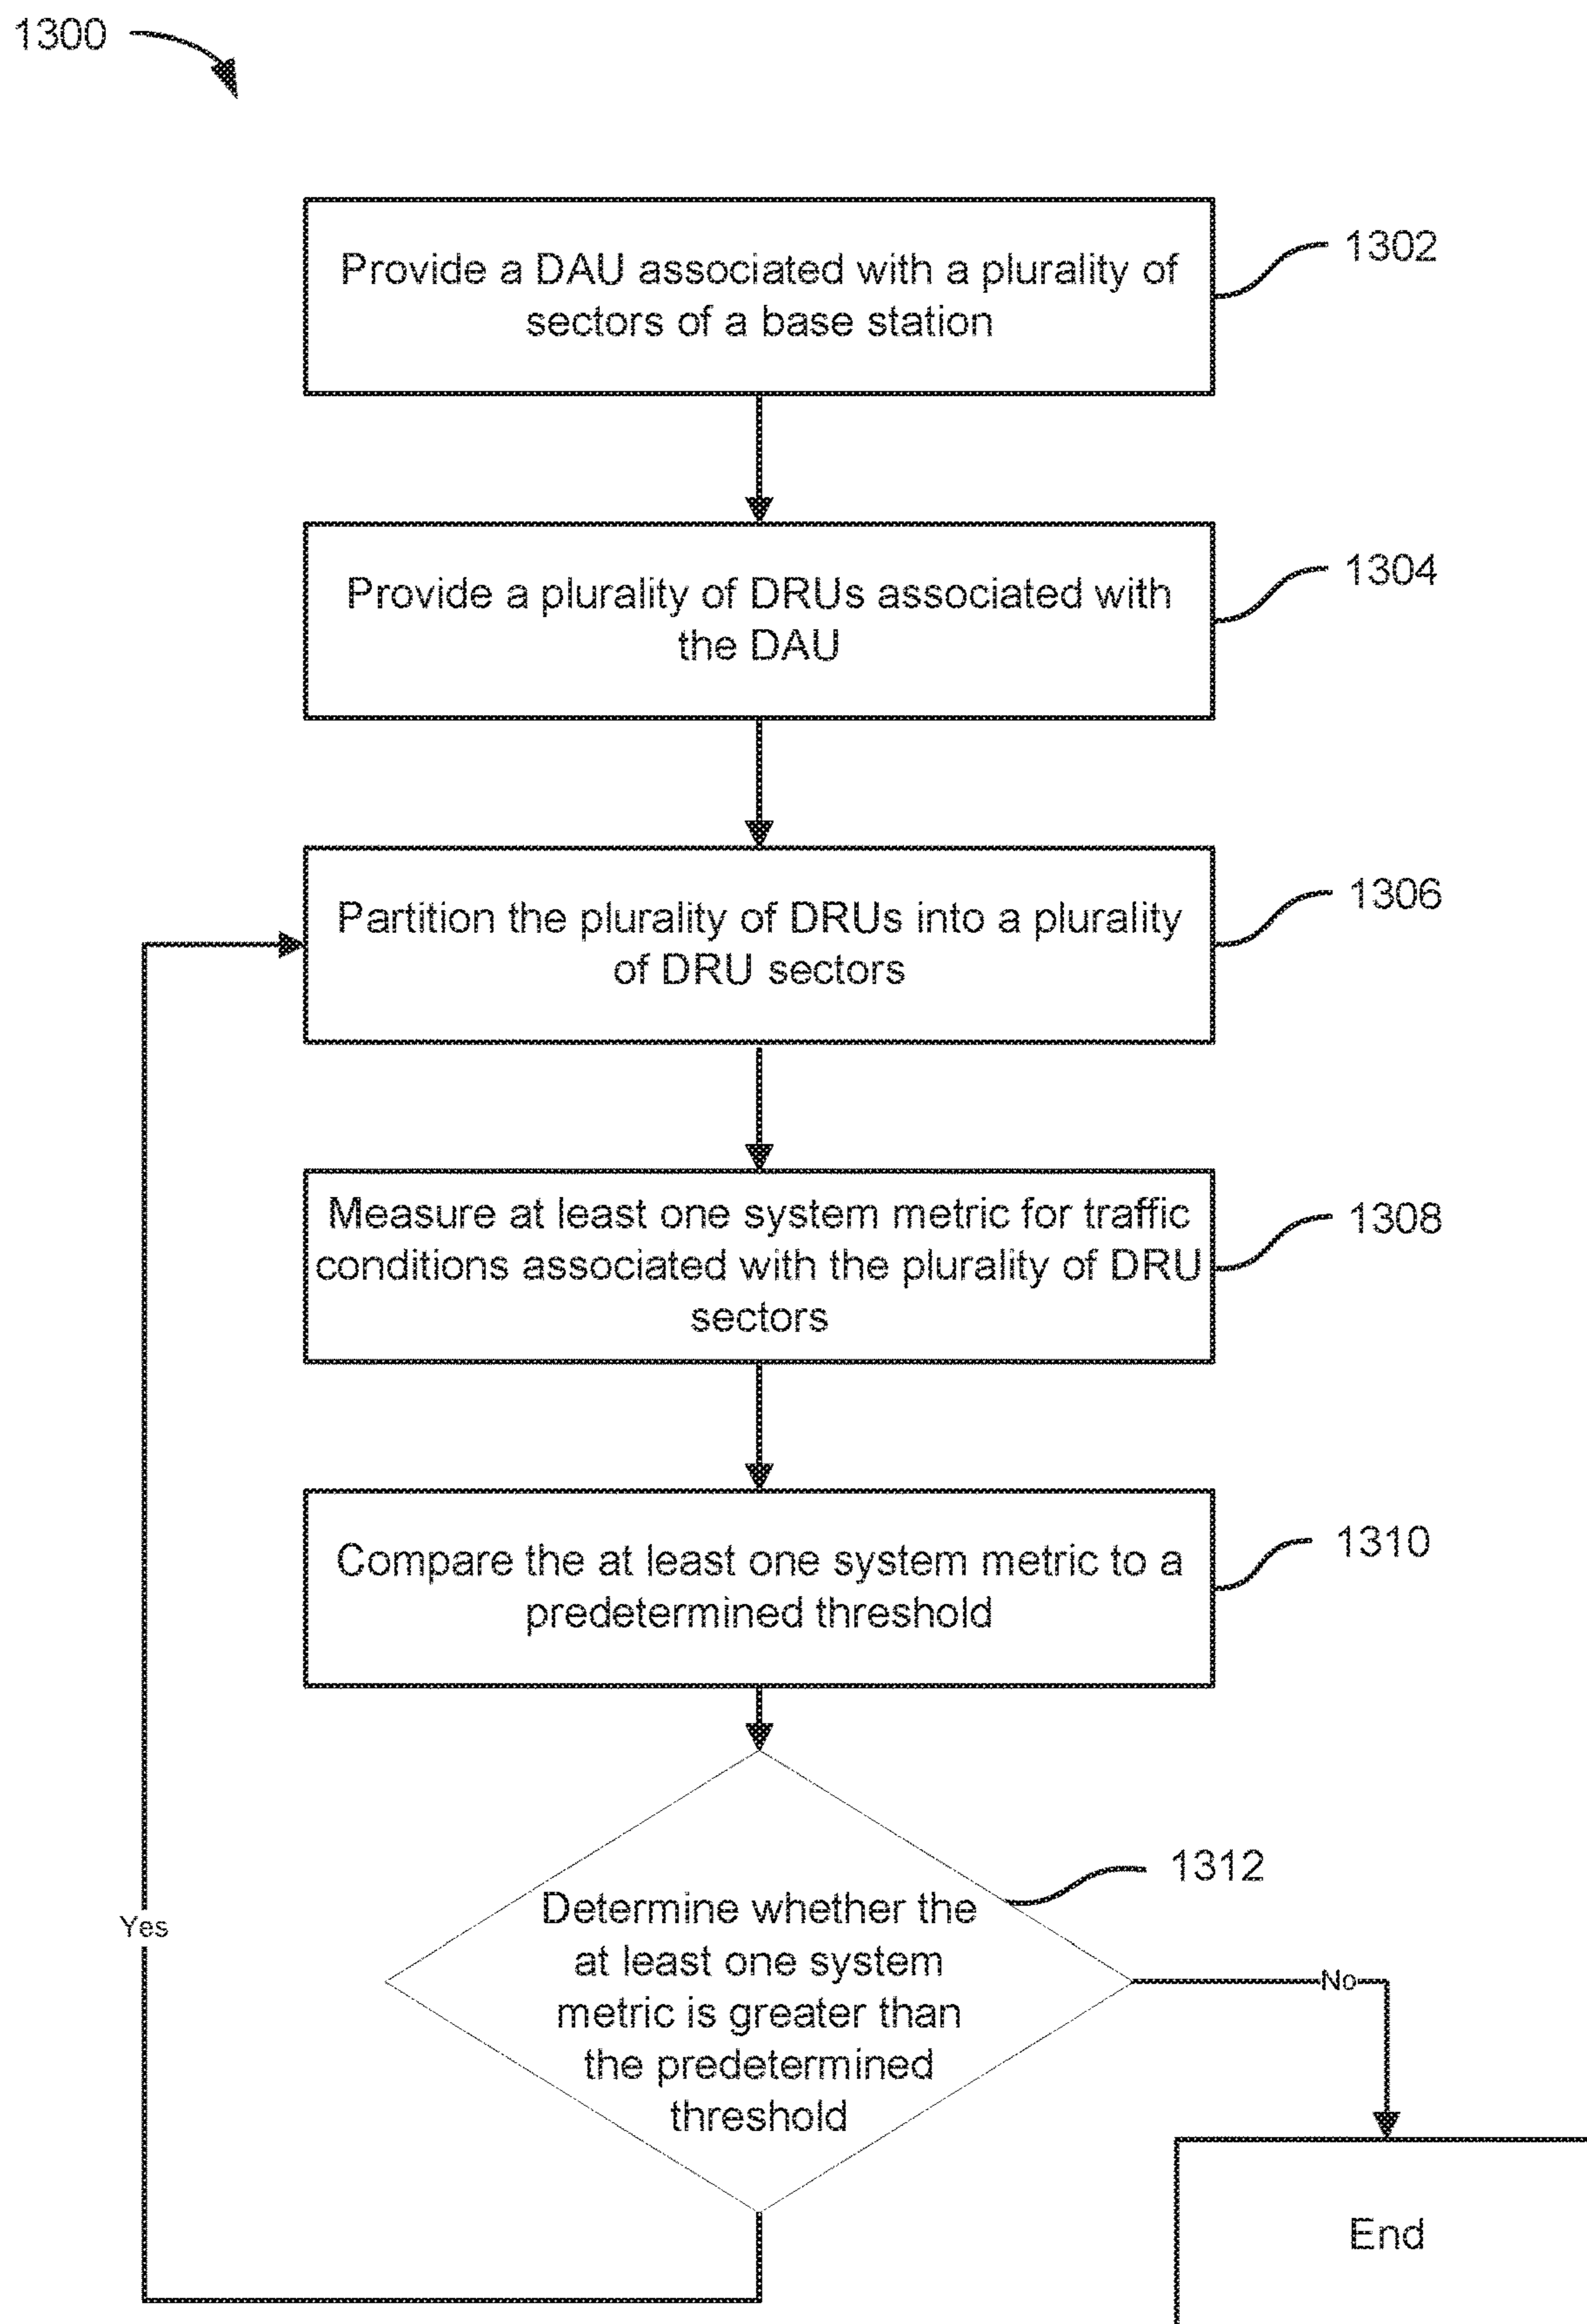 1300
Provide a DAU associated with a plurality of
sectors of a base station
1302
Provide a plurality of DRUs associated with
the DAU
1304
Partition the plurality of DRUs into a plurality
of DRU sectors
1306
Measure at least one system metric for traffic
conditions associated with the plurality of DRU
sectors
1308
Compare the at least one system metric to a
predetermined threshold
1310
Determine whether the
at least one system
metric is greater than
the predetermined
threshold
1312
Yes
No
End